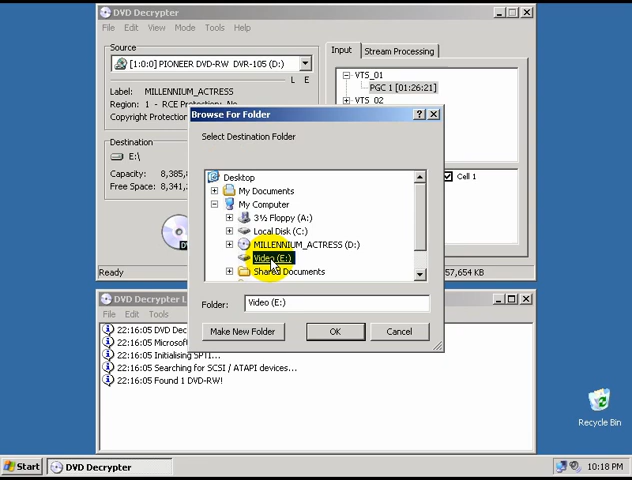 DVD Decrypter
File Edit View Mode Tools Help
Source
[1:0:0] PIONEER DVD-RW DVR-105 (D:)
L E
Label: MILLENNIUM_ACTRESS
Region: 1 - RCE Protection: No
Copyright Protection
Destination
E:\
Capacity: 8,385,8
Free Space: 8,341,
Ready
Input
Stream Processing
VTS_01
PGC 1 [01:26:21]
VTS_02
Cell 1
57,654 KB
Browse For Folder
Select Destination Folder
Desktop
My Documents
My Computer
3½ Floppy (A:)
Local Disk (C:)
MILLENNIUM_ACTRESS (D:)
Video (E:)
Shared Documents
Folder: Video (E:)
Make New Folder
OK
Cancel
DVD Decrypter L
File Edit Tools
22:16:05 DVD Dec
22:16:05 Microsof
22:16:05 Initialising SPTI...
22:16:05 Searching for SCSI / ATAPI devices...
22:16:05 Found 1 DVD-RW!
Recycle Bin
Start
DVD Decrypter
10:18 PM